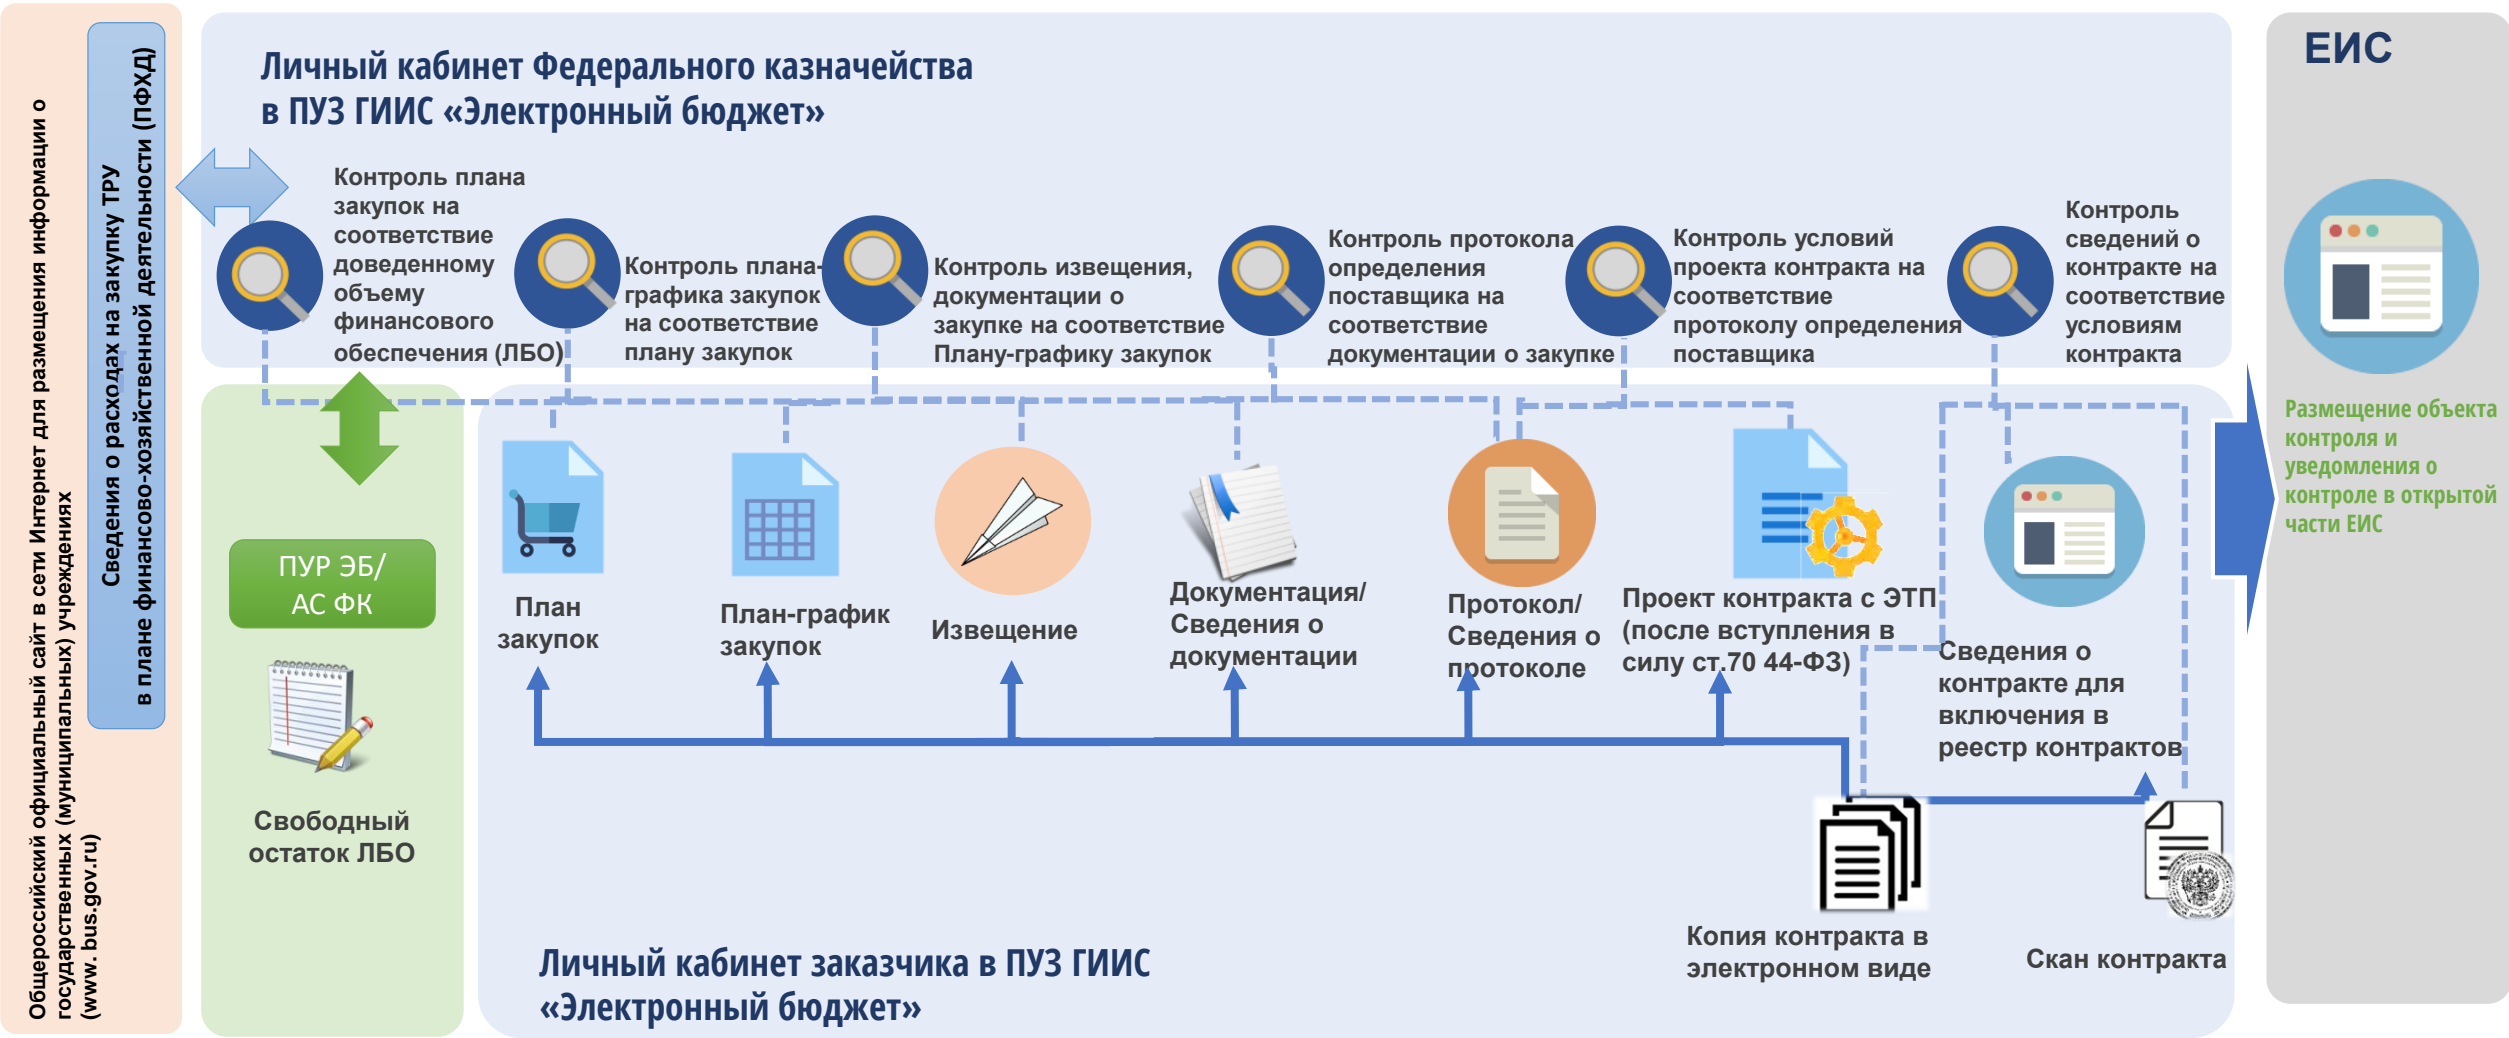 Общероссийский официальный сайт в сети Интернет для размещения информации о
государственных (муниципальных) учреждениях
(www. bus.gov.ru)
Сведения о расходах на закупку ТРУ
в плане финансово-хозяйственной деятельности (ПФХД)
Личный кабинет Федерального казначейства
в ПУЗ ГИИС «Электронный бюджет»
Контроль плана
закупок на
соответствие
доведенному
объему
финансового
обеспечения (ЛБО)
Контроль плана-
графика закупок
на соответствие
плану закупок
Контроль извещения,
документации о
закупке на соответствие
Плану-графику закупок
Контроль протокола
определения
поставщика на
соответствие
документации о закупке
Контроль условий
проекта контракта на
соответствие
протоколу определения
поставщика
Контроль
сведений о
контракте на
соответствие
условиям
контракта
ЕИС
Размещение объекта
контроля и
уведомления о
контроле в открытой
части ЕИС
ПУР ЭБ/
АС ФК
Свободный
остаток ЛБО
План
закупок
План-график
закупок
Извещение
Документация/
Сведения о
документации
Протокол/
Сведения о
протоколе
Проект контракта с ЭТП
(после вступления в
силу ст.70 44-ФЗ)
Сведения о
контракте для
включения в
реестр контрактов
Копия контракта в
электронном виде
Скан контракта
Личный кабинет заказчика в ПУЗ ГИИС
«Электронный бюджет»